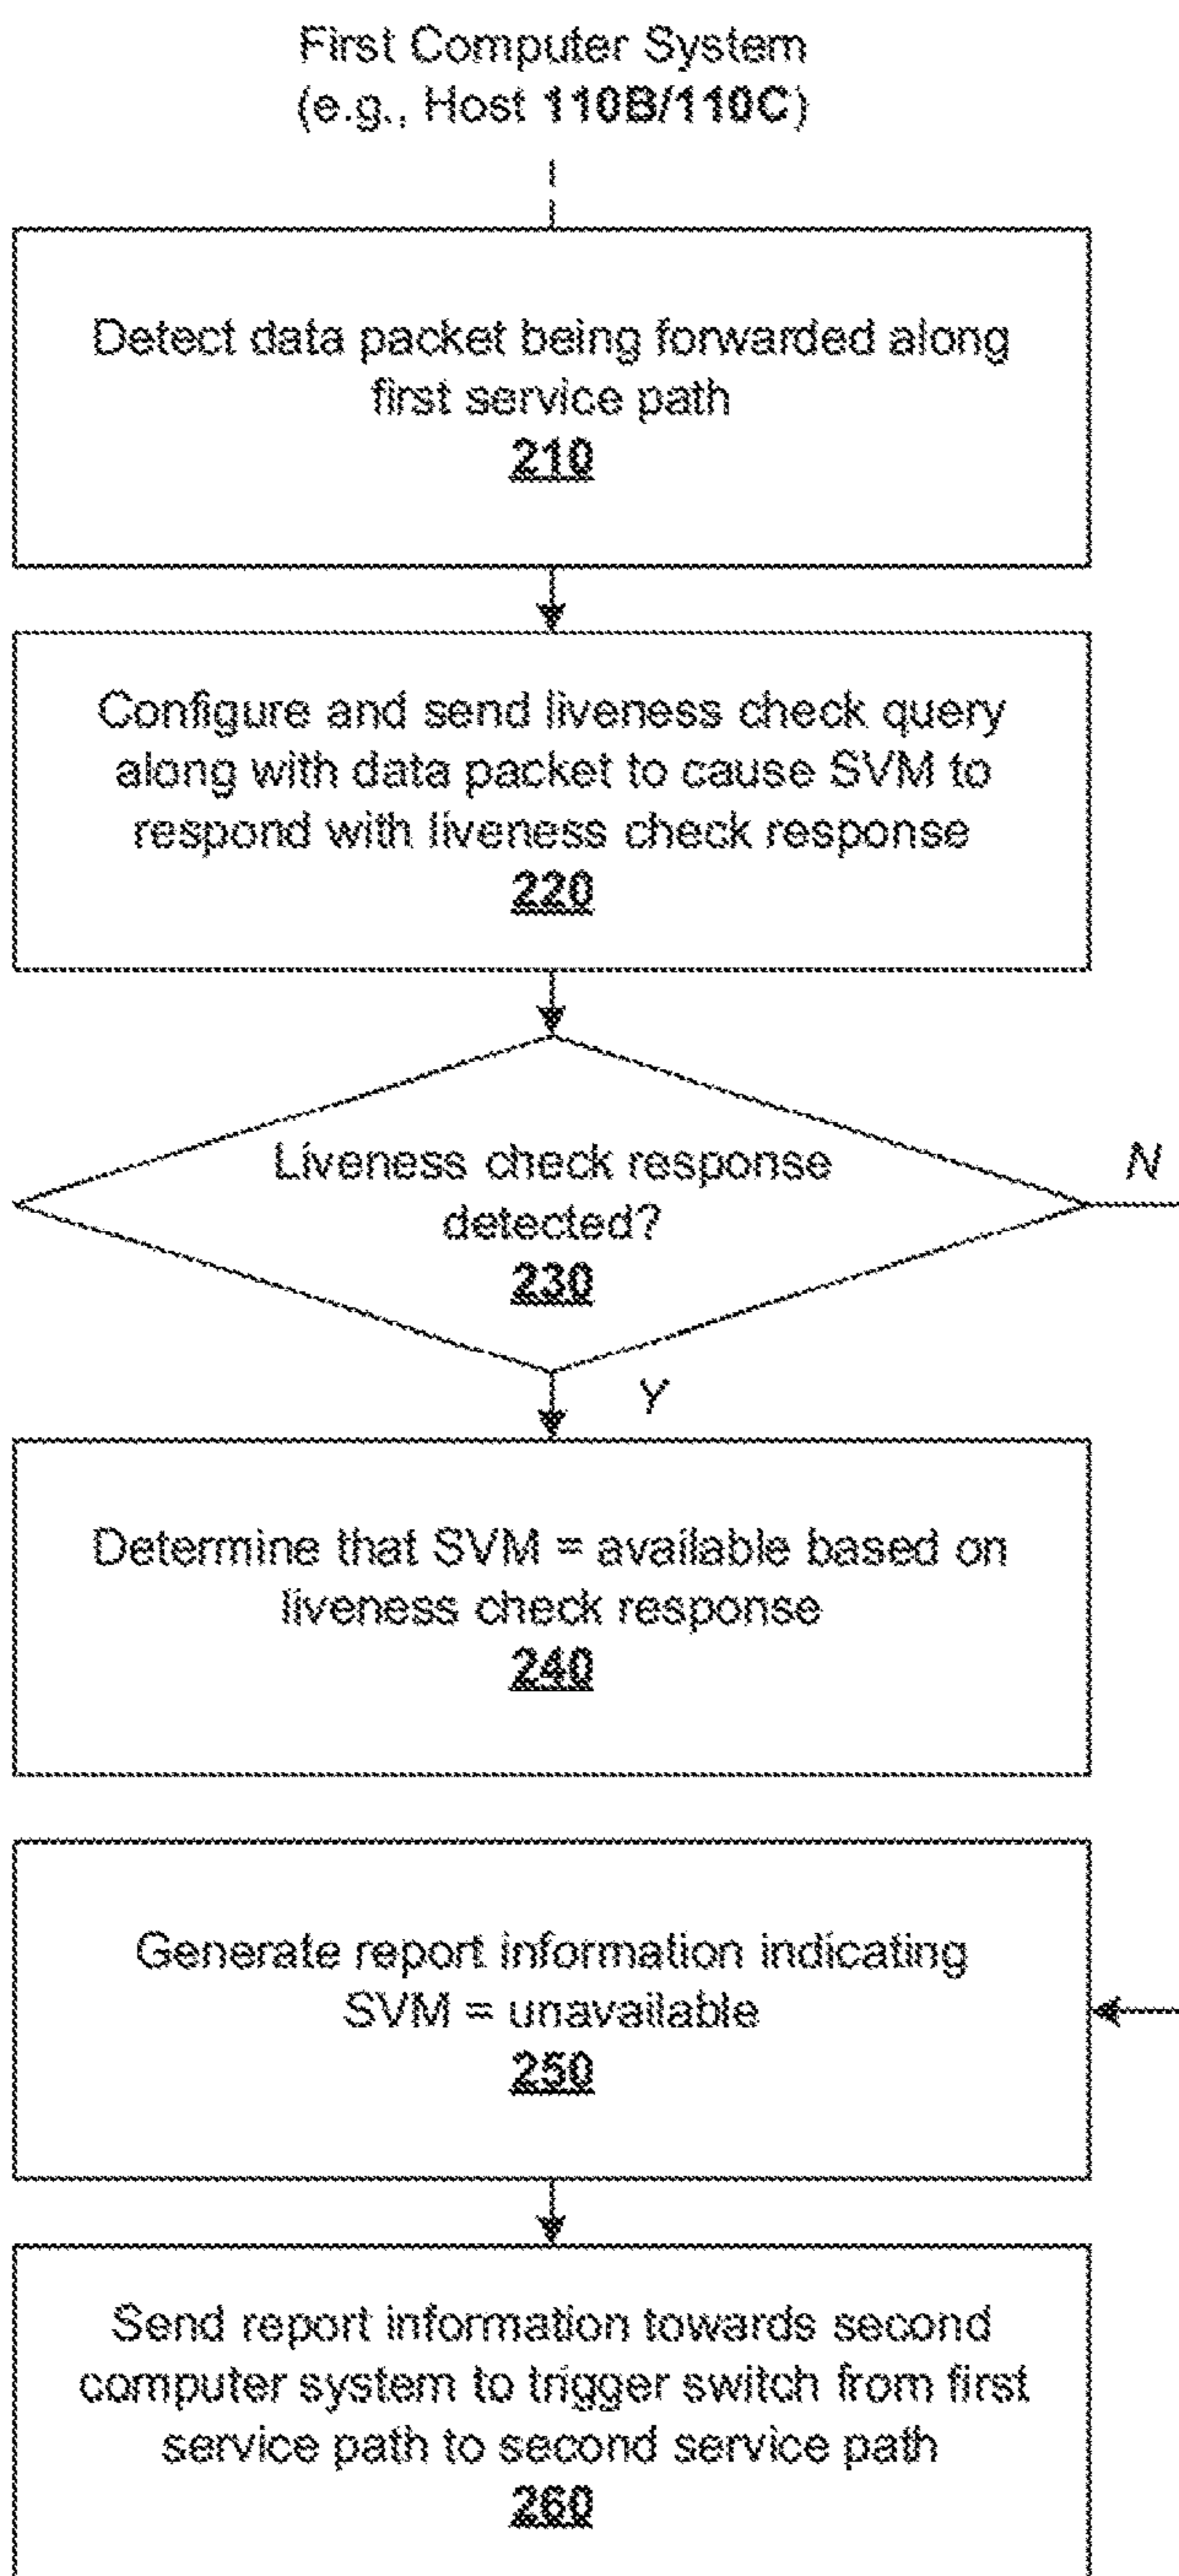 First Computer System
(e.g., Host 110B/110C)
Detect data packet being forwarded along
first service path
210
Configure and send liveness check query
along with data packet to cause SVM to
respond with liveness check response
220
Liveness check response
detected?
230
N
Y
Determine that SVM = available based on
liveness check response
240
Generate report information indicating
SVM = unavailable
250
Send report information towards second
computer system to trigger switch from first
service path to second service path
260